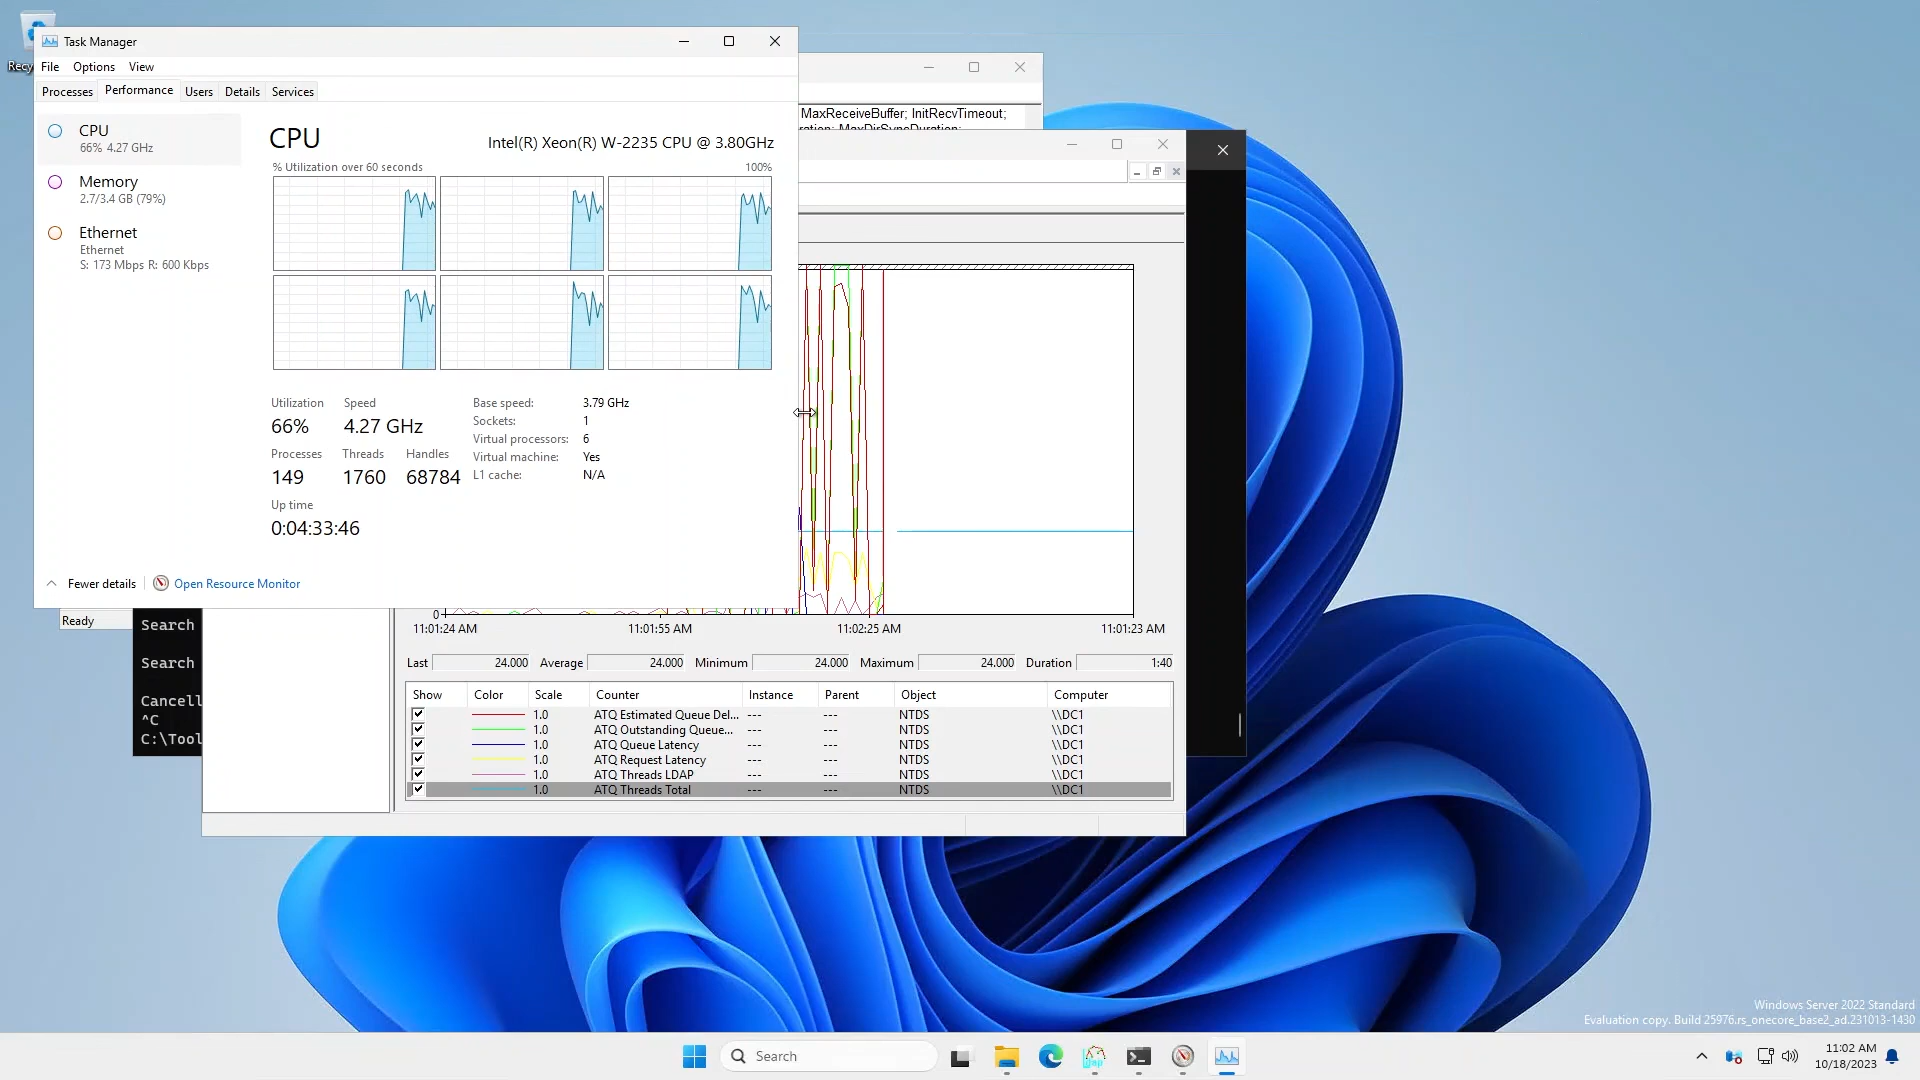 Recy
Task Manager
File Options View
Processes Performance Users Details Services
CPU
66% 4.27 GHz
Memory
2.7/3.4 GB (79%)
Ethernet
Ethernet
S: 173 Mbps R: 600 Kbps
CPU
Intel(R) Xeon(R) W-2235 CPU @ 3.80GHz
% Utilization over 60 seconds 100%
Utilization Speed
66% 4.27 GHz
Processes Threads Handles
149 1760 68784
Up time
0:04:33:46
Base speed: 3.79 GHz
Sockets: 1
Virtual processors: 6
Virtual machine: Yes
L1 cache: N/A
Fewer details Open Resource Monitor
MaxReceiveBuffer; InitRecvTimeout;
MaxDirSyncDuration;
Ready
Search
Search
Cancell
^C
C:\Tool
0
11:01:24 AM 11:01:55 AM 11:02:25 AM 11:01:23 AM
Last 24.000 Average 24.000 Minimum 24.000 Maximum 24.000 Duration 1:40
Show Color Scale Counter Instance Parent Object Computer
1.0 ATQ Estimated Queue Del... --- --- NTDS \\DC1
1.0 ATQ Outstanding Queue... --- --- NTDS \\DC1
1.0 ATQ Queue Latency --- --- NTDS \\DC1
1.0 ATQ Request Latency --- --- NTDS \\DC1
1.0 ATQ Threads LDAP --- --- NTDS \\DC1
1.0 ATQ Threads Total --- --- NTDS \\DC1
Windows Server 2022 Standard
Evaluation copy. Build 25976.rs_onecore_base2_ad.231013-1430
Search
11:02 AM
10/18/2023